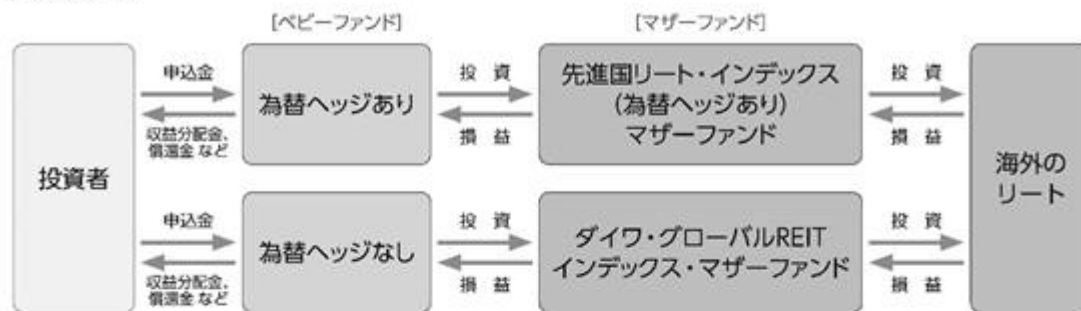 [ベビーファンド]
[マザーファンド]
投資者
申込金
収益分配金、
償還金 など
為替ヘッジあり
投 資
損 益
先進国リート・インデックス
(為替ヘッジあり)
マザーファンド
投 資
損 益
海外の
リート
申込金
収益分配金、
償還金 など
為替ヘッジなし
投 資
損 益
ダイワ・グローバルREIT
インデックス・マザーファンド
投 資
損 益